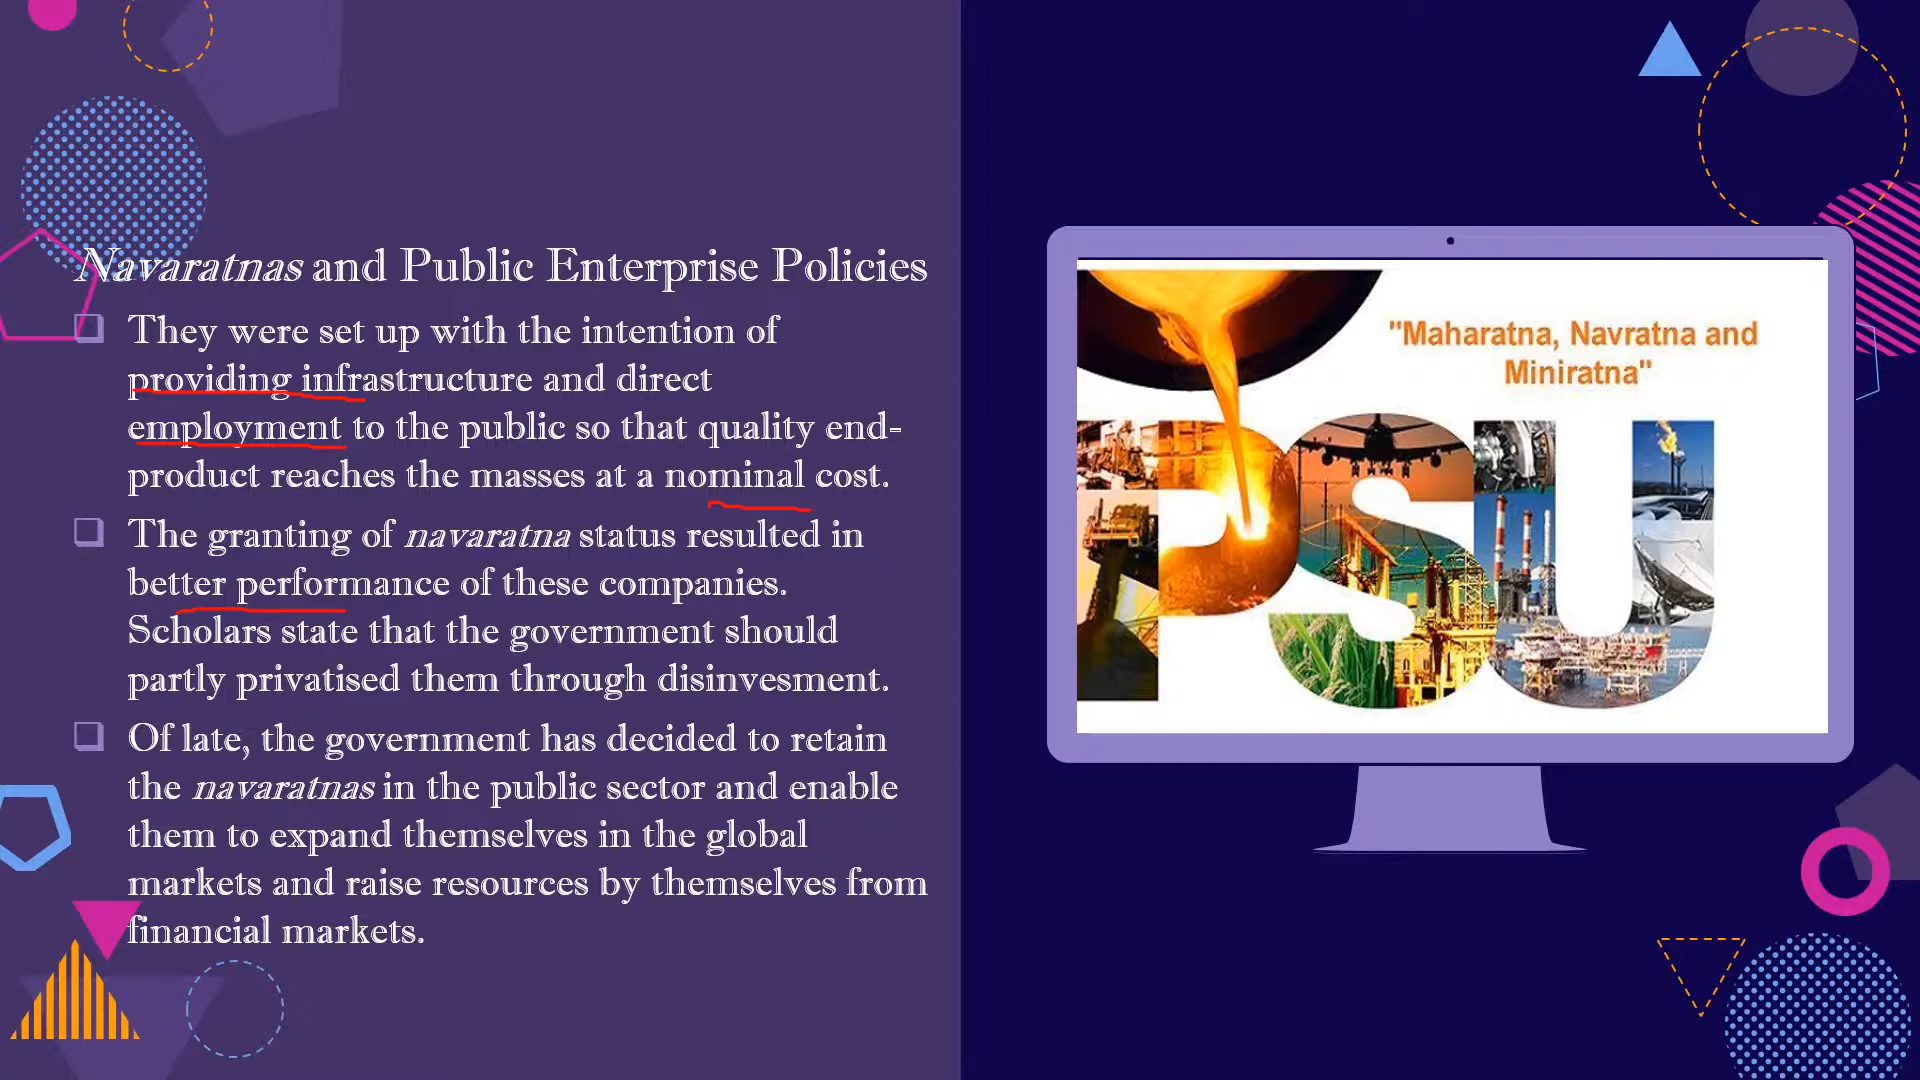 Navaratnas and Public Enterprise Policies
They were set up with the intention of
providing infrastructure and direct
employment to the public so that quality end-
product reaches the masses at a nominal cost.
The granting of navaratna status resulted in
better performance of these companies.
Scholars state that the government should
partly privatised them through disinvesment.
Of late, the government has decided to retain
the navaratnas in the public sector and enable
them to expand themselves in the global
markets and raise resources by themselves from
financial markets.
"Maharatna, Navratna and
Miniratna"
PSU